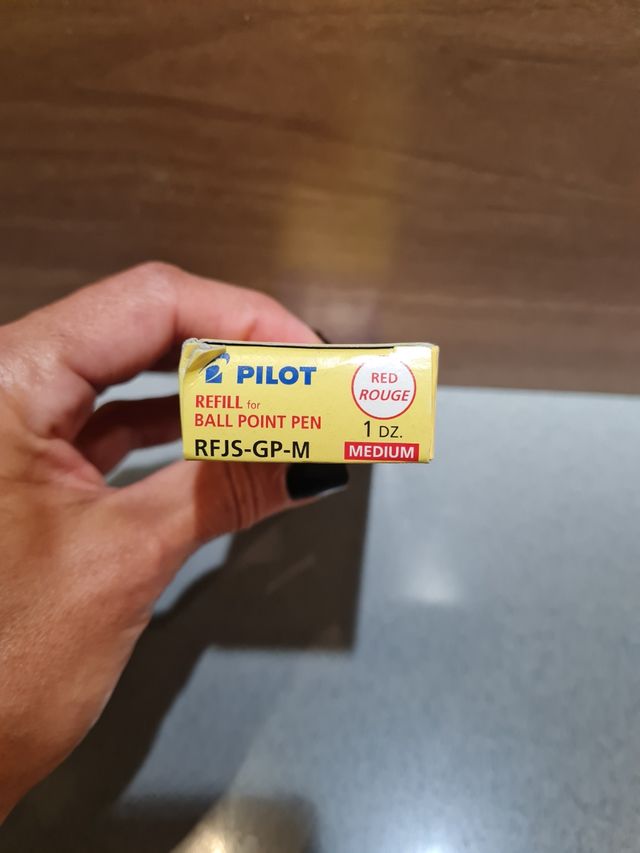 PILOT
RED
ROUGE
REFILL for
BALL POINT PEN
1 DZ.
RFJS-GP-M
MEDIUM